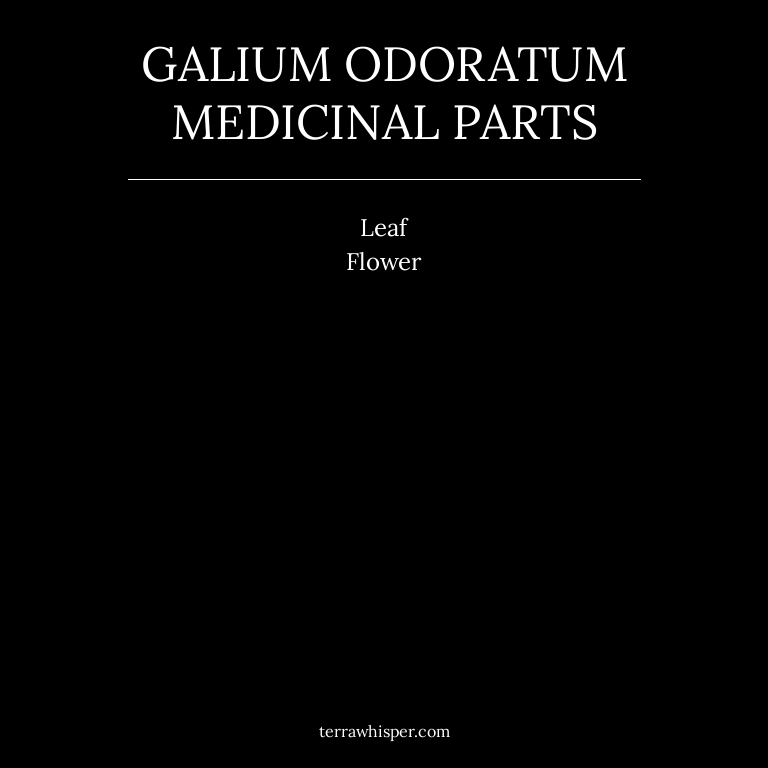 GALIUM ODORATUM
MEDICINAL PARTS
Leaf
Flower
terrawhisper.com